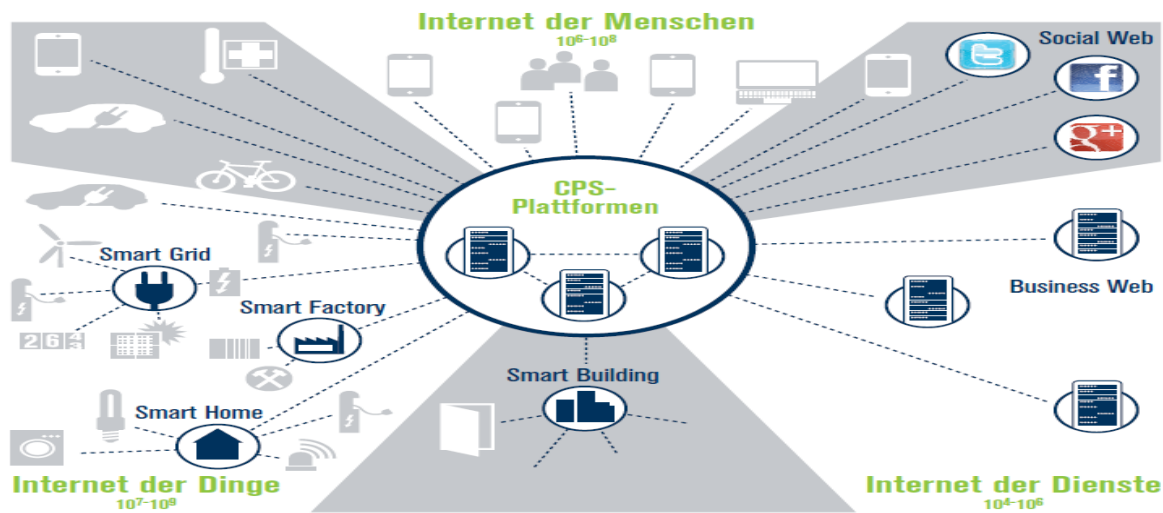 Internet der Menschen
10⁶-10⁸
Social Web
f
g+
CPS-
Plattformen
Smart Grid
Smart Factory
Business Web
Smart Building
Smart Home
Internet der Dinge
10⁷-10⁹
Internet der Dienste
10⁴-10⁶